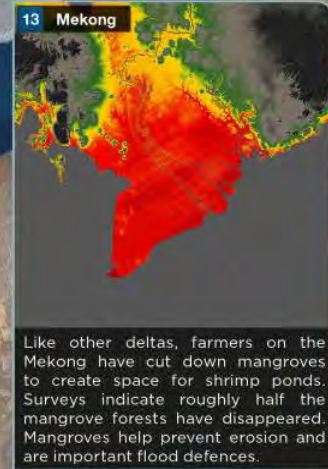 13 Mekong
Like other deltas, farmers on the
Mekong have cut down mangroves
to create space for shrimp ponds.
Surveys indicate roughly half the
mangrove forests have disappeared.
Mangroves help prevent erosion and
are important flood defences.